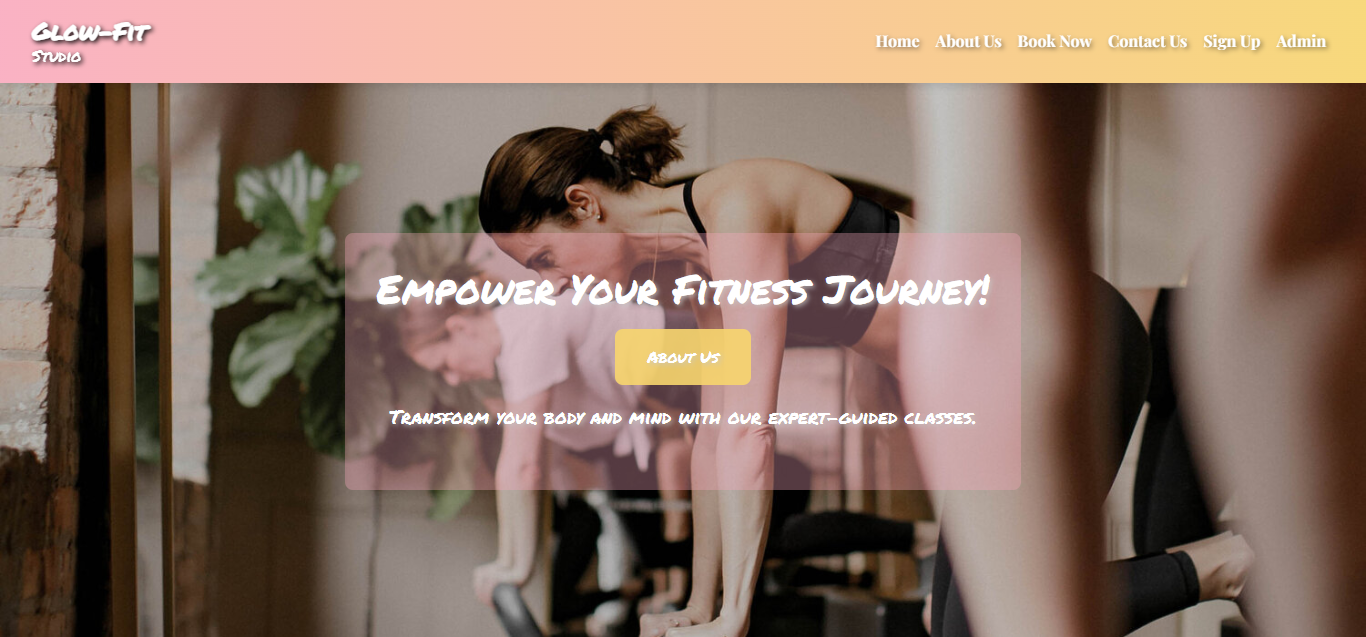 Glow-Fit
Studio
Home About Us Book Now Contact Us Sign Up Admin
Empower Your Fitness Journey!
About Us
Transform your body and mind with our expert-guided classes.